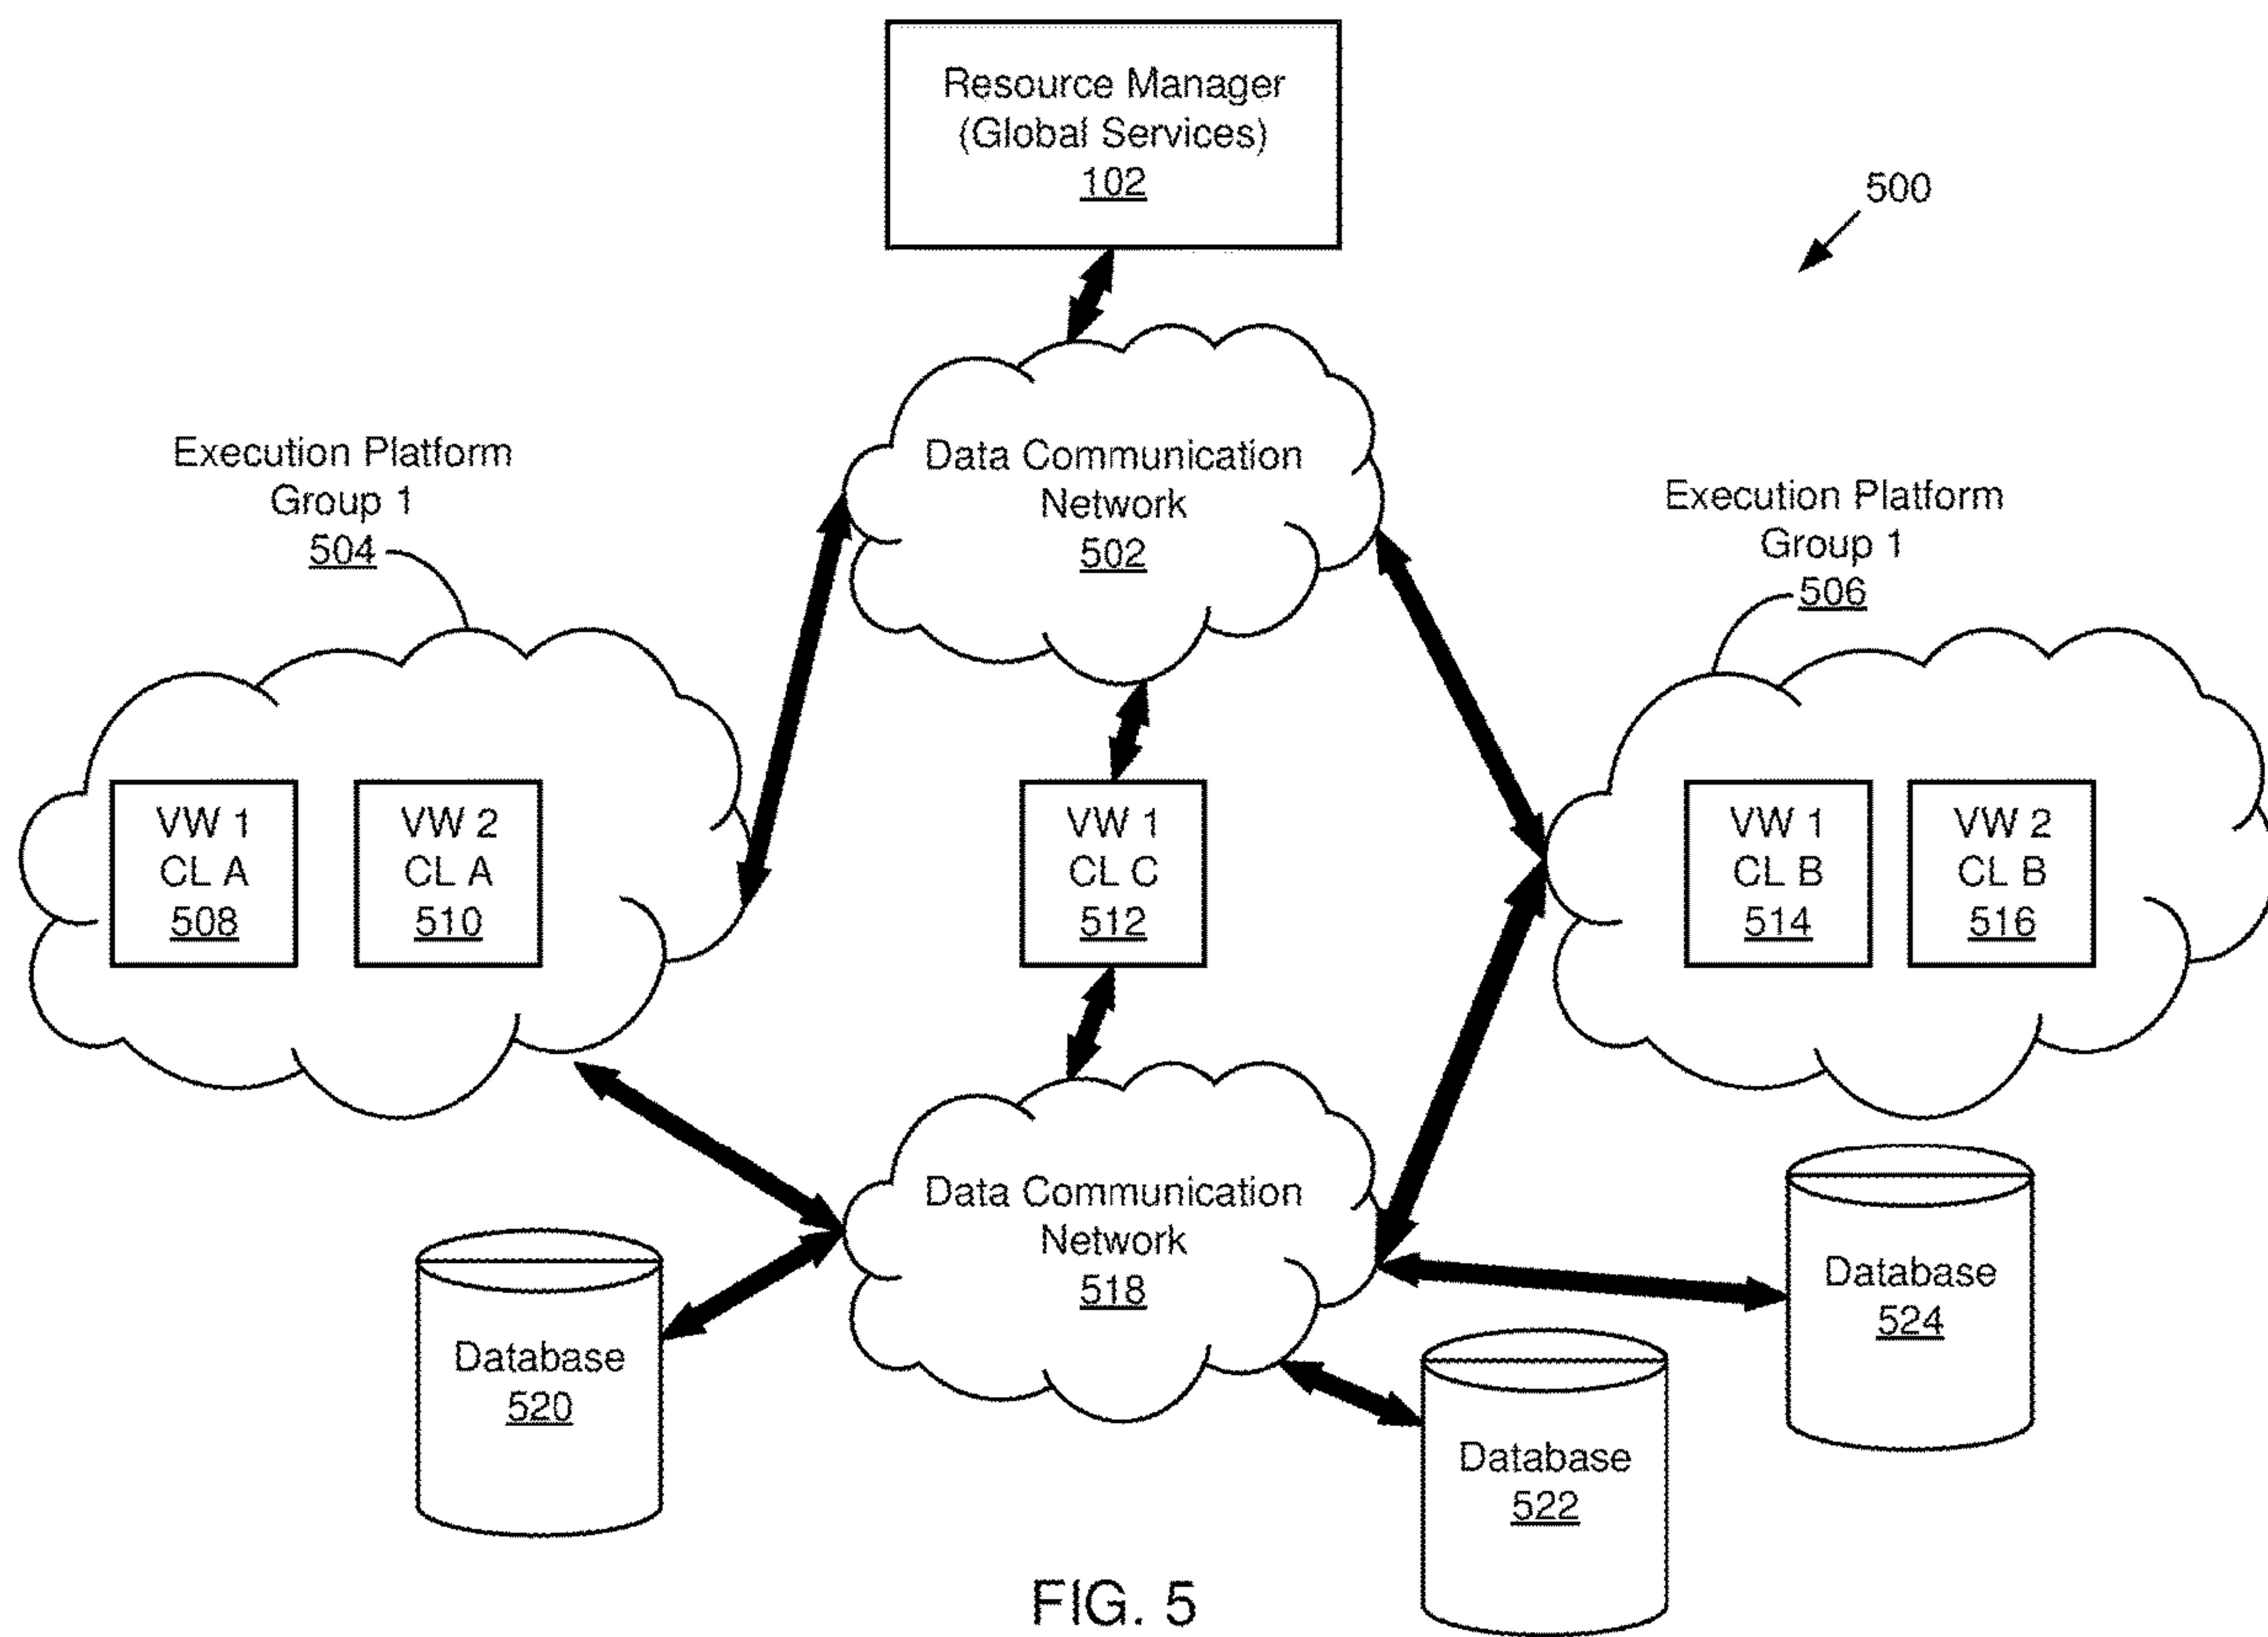 Resource Manager
(Global Services)
102
500
Data Communication
Network
502
Execution Platform
Group 1
504
Execution Platform
Group 1
506
VW 1
CL A
508
VW 2
CL A
510
VW 1
CL C
512
VW 1
CL B
514
VW 2
CL B
516
Data Communication
Network
518
Database
520
Database
522
Database
524
FIG. 5